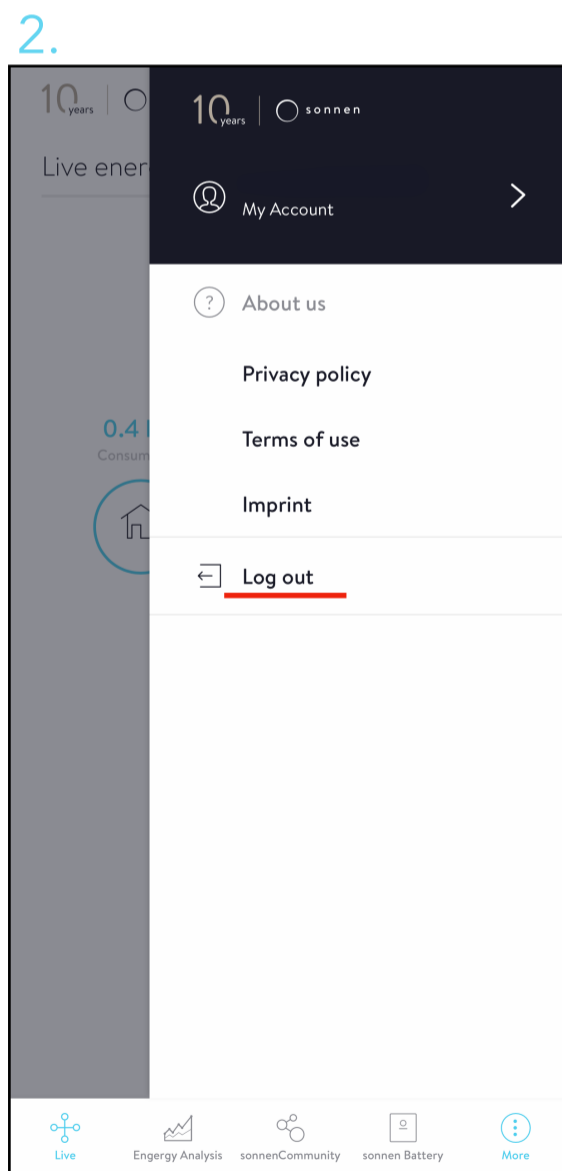 2.
10 years sonnen
10 years
Live ener
My Account
? About us
Privacy policy
Terms of use
0.4
Consum
Imprint
Log out
Live Engergy Analysis sonnenCommunity sonnen Battery More